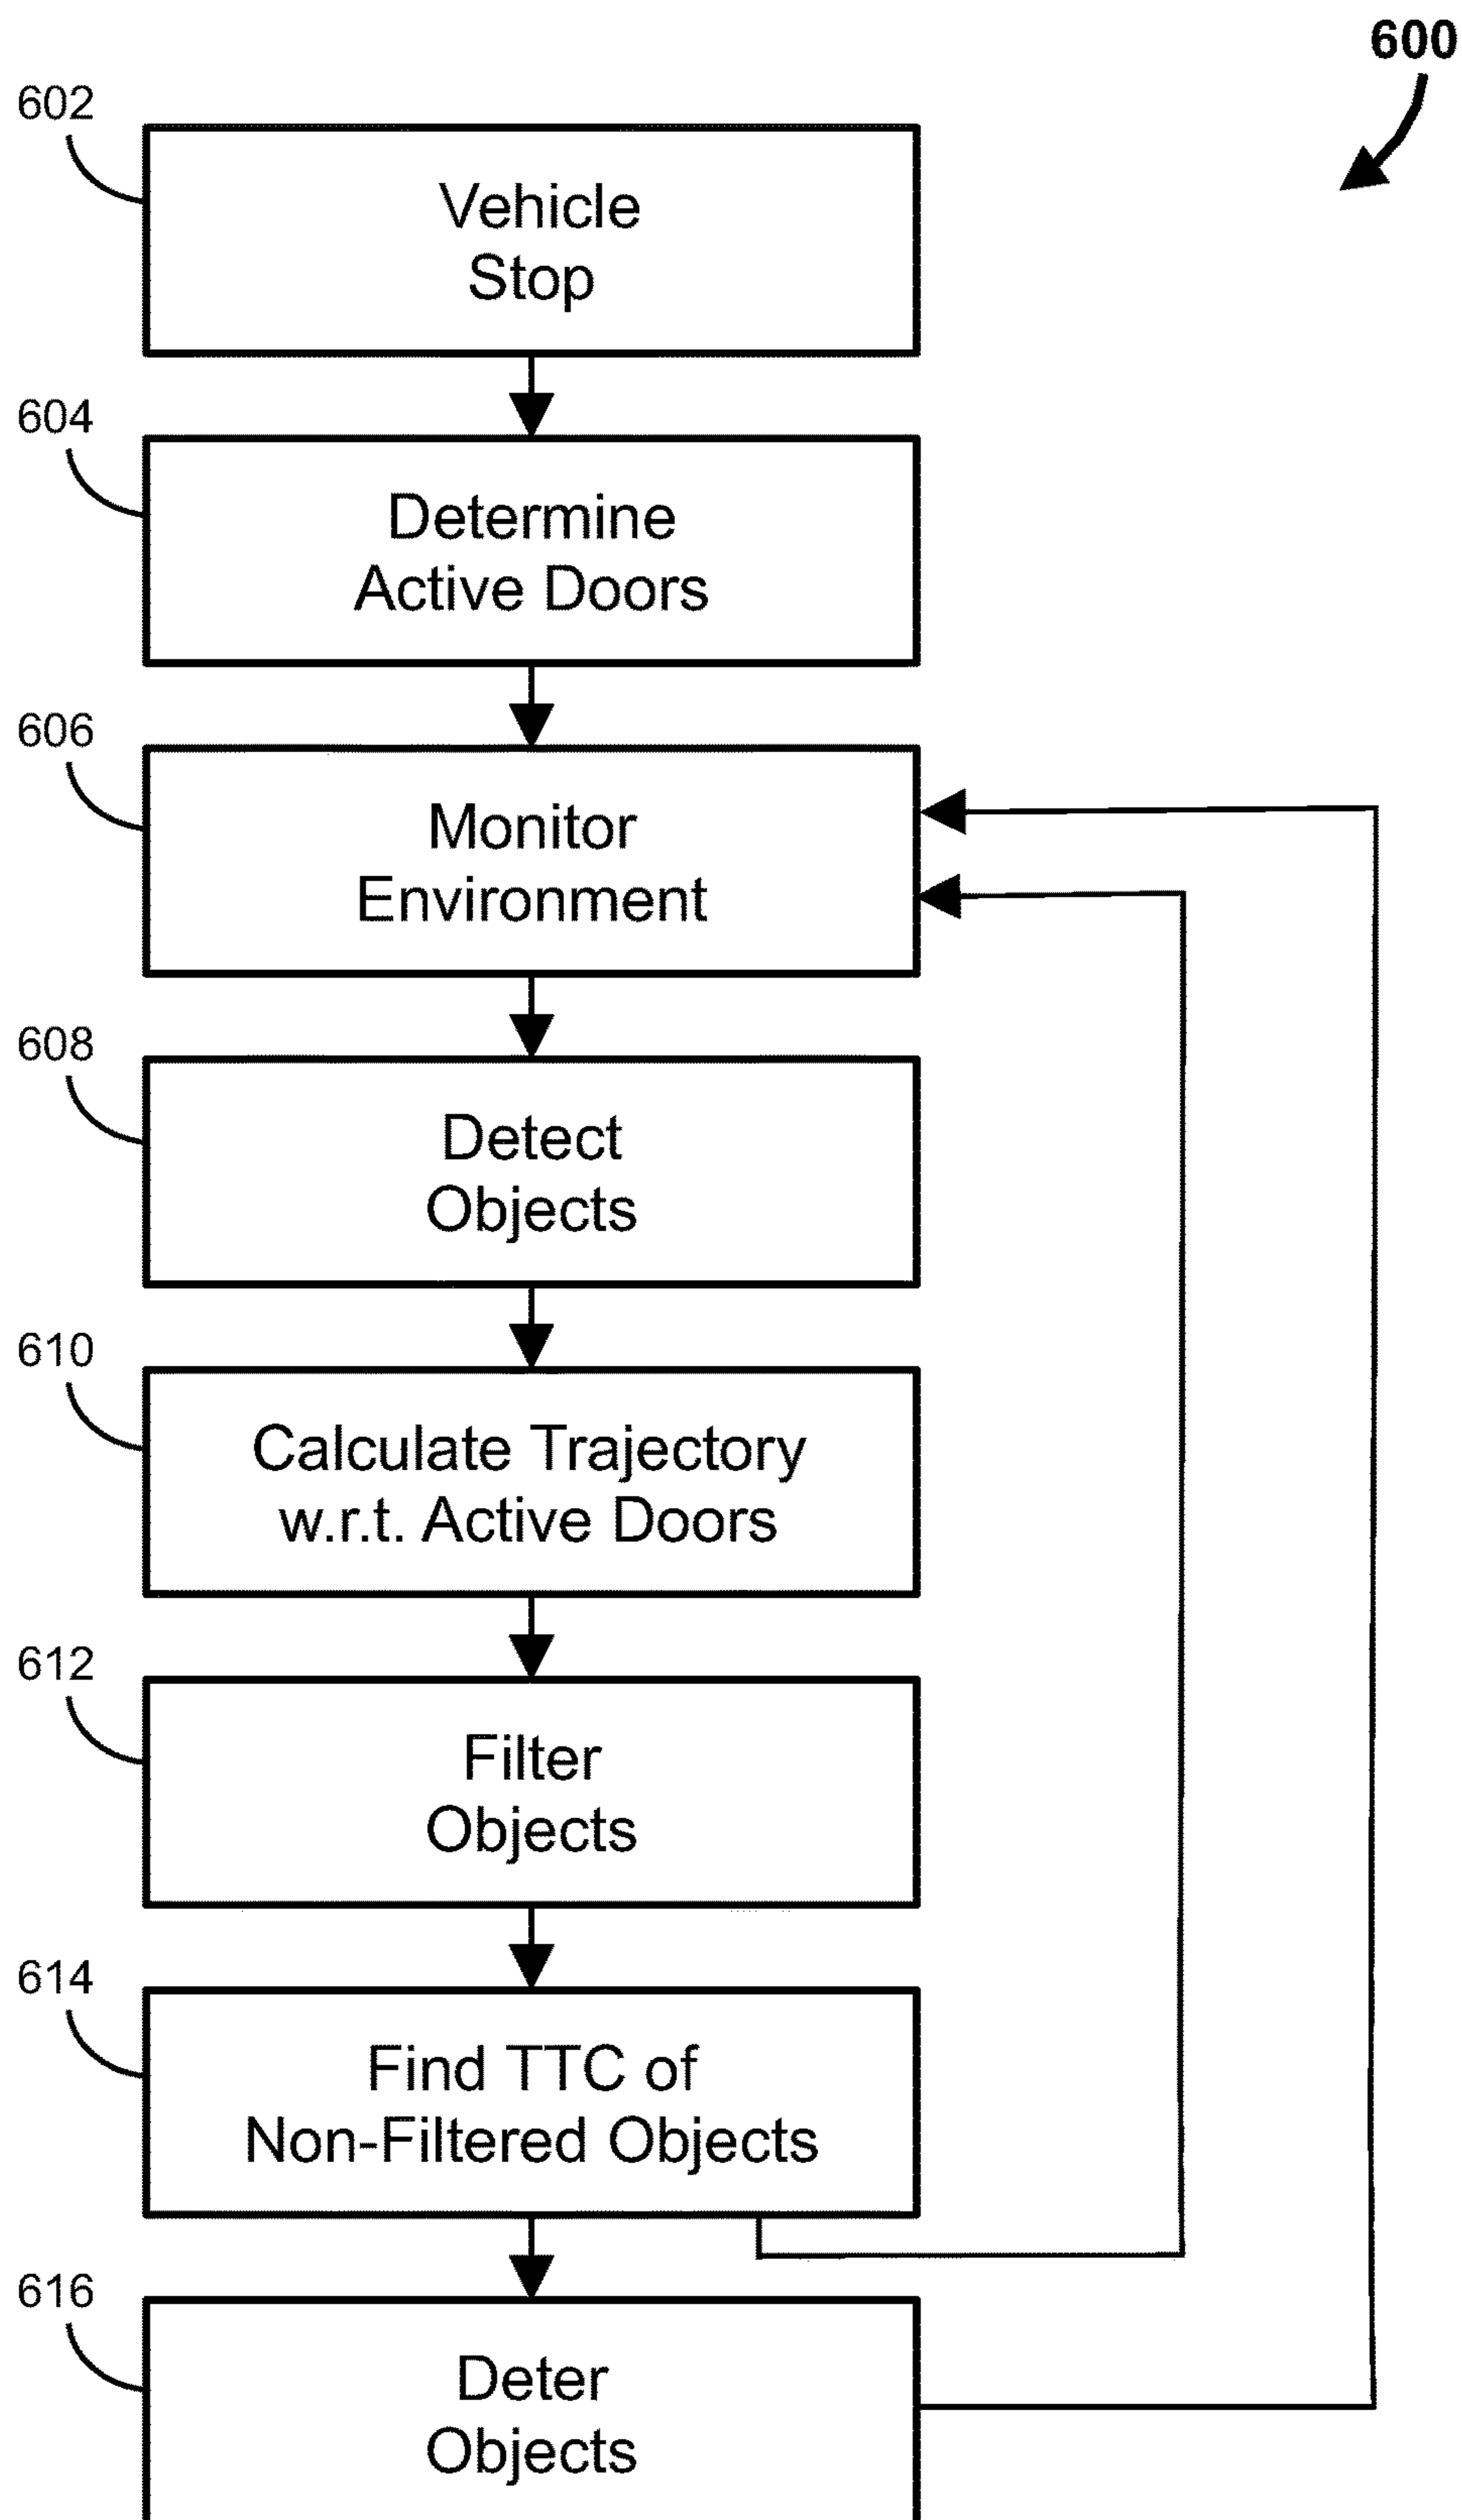 600
602
Vehicle
Stop
604
Determine
Active Doors
606
Monitor
Environment
608
Detect
Objects
610
Calculate Trajectory
w.r.t. Active Doors
612
Filter
Objects
614
Find TTC of
Non-Filtered Objects
616
Deter
Objects